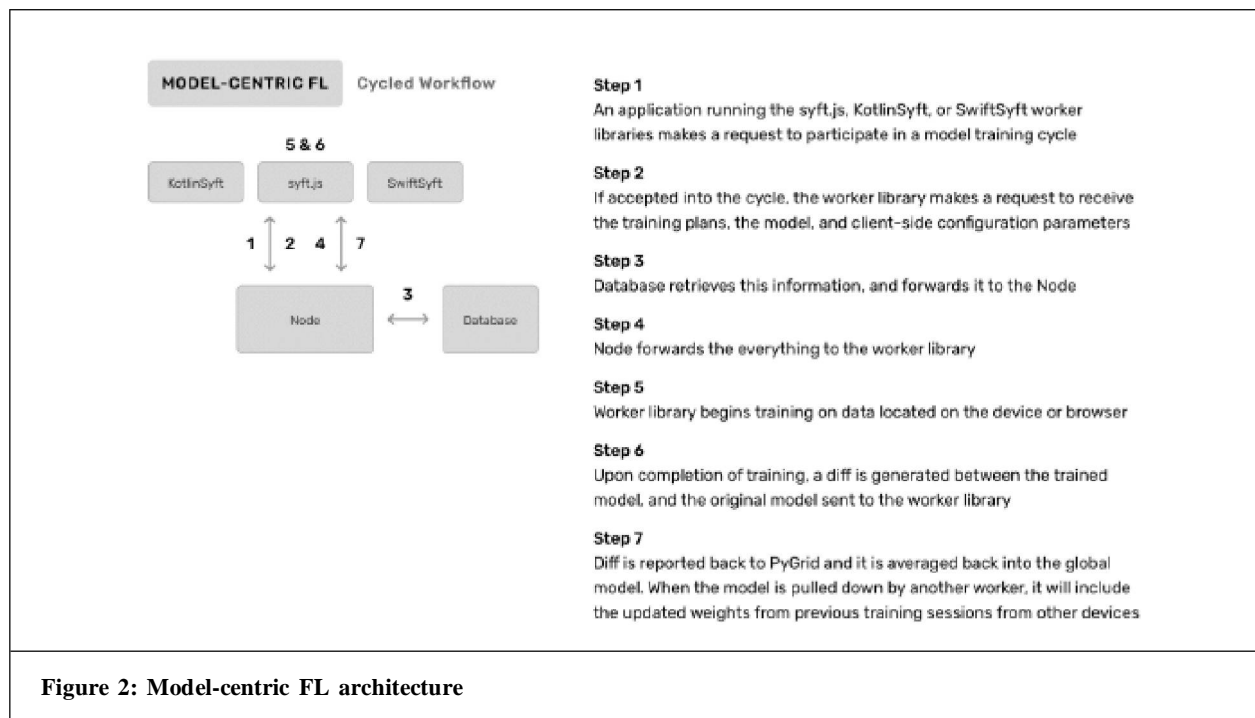 MODEL-CENTRIC FL Cycled Workflow
5 & 6
KotlinSyft syft.js SwiftSyft
1 2 4 7
3
Node Database
Step 1
An application running the syft.js, KotlinSyft, or SwiftSyft worker
libraries makes a request to participate in a model training cycle
Step 2
If accepted into the cycle, the worker library makes a request to receive
the training plans, the model, and client-side configuration parameters
Step 3
Database retrieves this information, and forwards it to the Node
Step 4
Node forwards the everything to the worker library
Step 5
Worker library begins training on data located on the device or browser
Step 6
Upon completion of training, a diff is generated between the trained
model, and the original model sent to the worker library
Step 7
Diff is reported back to PyGrid and it is averaged back into the global
model. When the model is pulled down by another worker, it will include
the updated weights from previous training sessions from other devices
Figure 2: Model-centric FL architecture